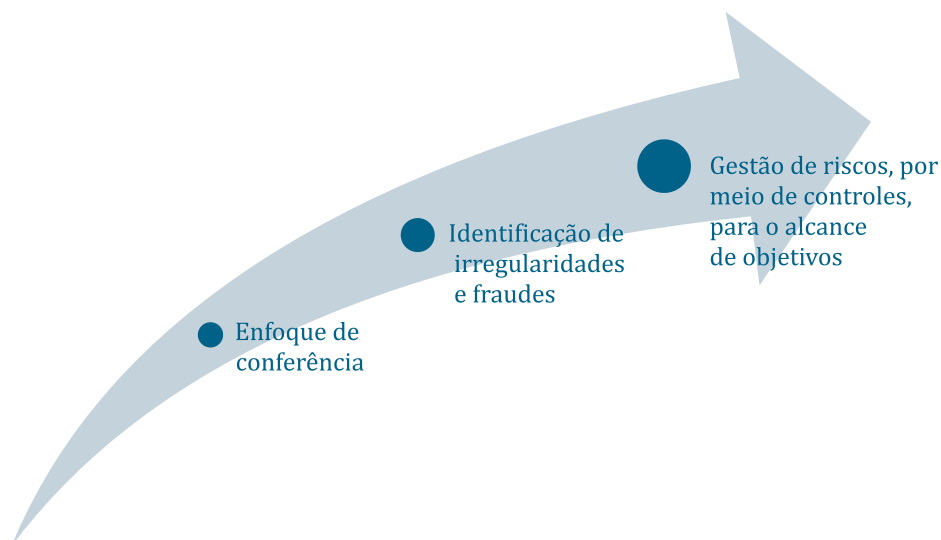 Enfoque de
conferência
Identificação de
irregularidades
e fraudes
Gestão de riscos, por
meio de controles,
para o alcance
de objetivos